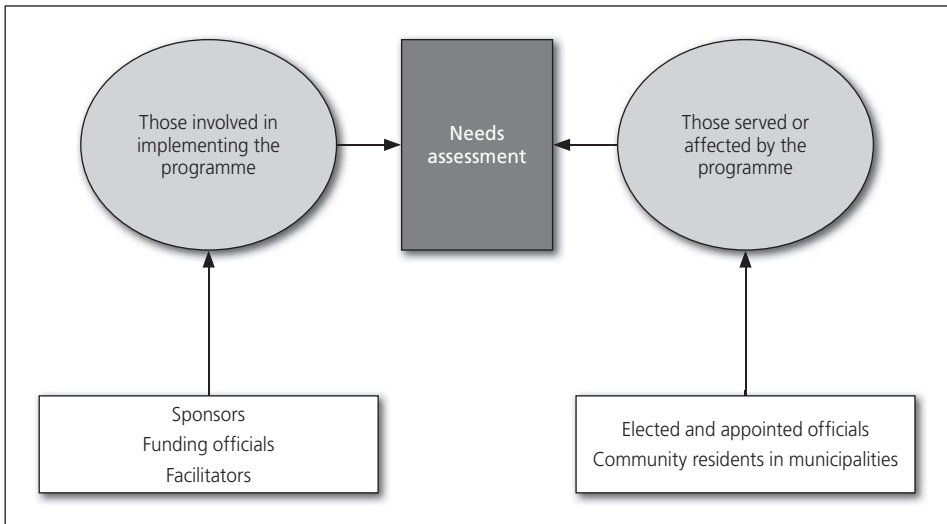 Those involved in
implementing the
programme
Needs
assessment
Those served or
affected by the
programme
Sponsors
Funding officials
Facilitators
Elected and appointed officials
Community residents in municipalities